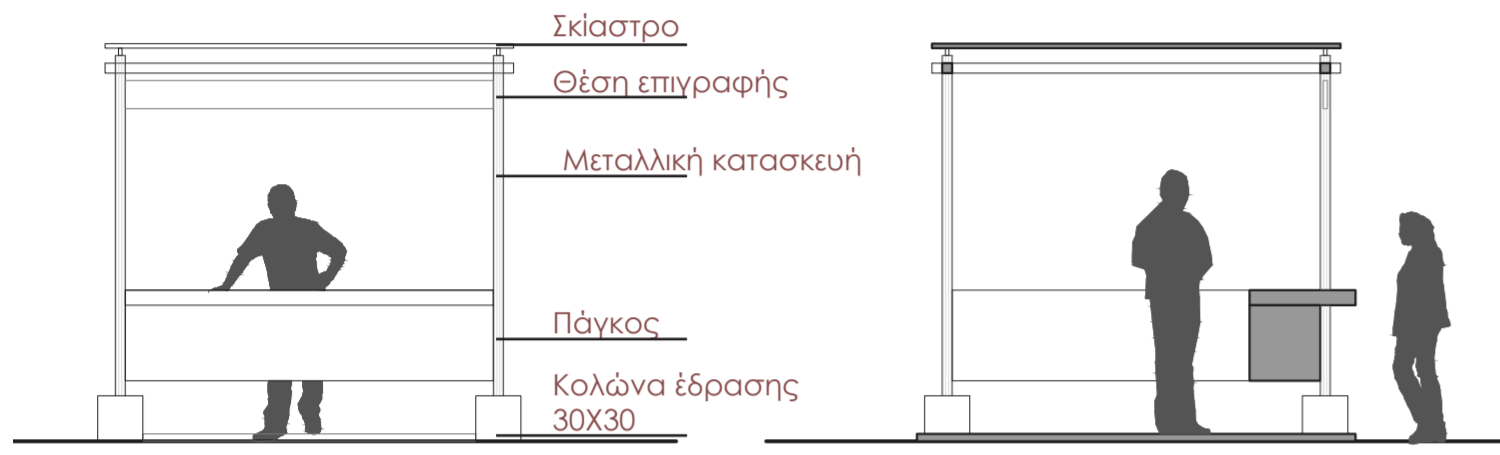 Σκίαστρο
Θέση επιγραφής
Μεταλλική κατασκευή
Πάγκος
Κολώνα έδρασης
30Χ30